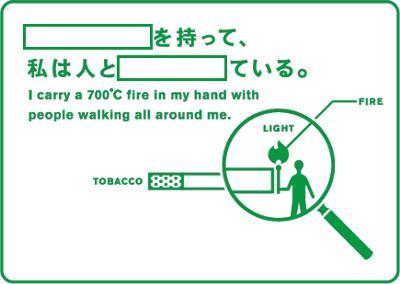 を持って、
私は人と ている。
I carry a 700°C fire in my hand with
people walking all around me.
FIRE
LIGHT
TOBACCO